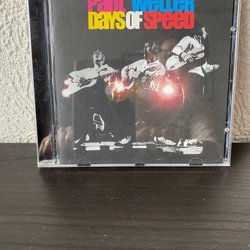 PAUL WELLER
DAYS OF SPEED